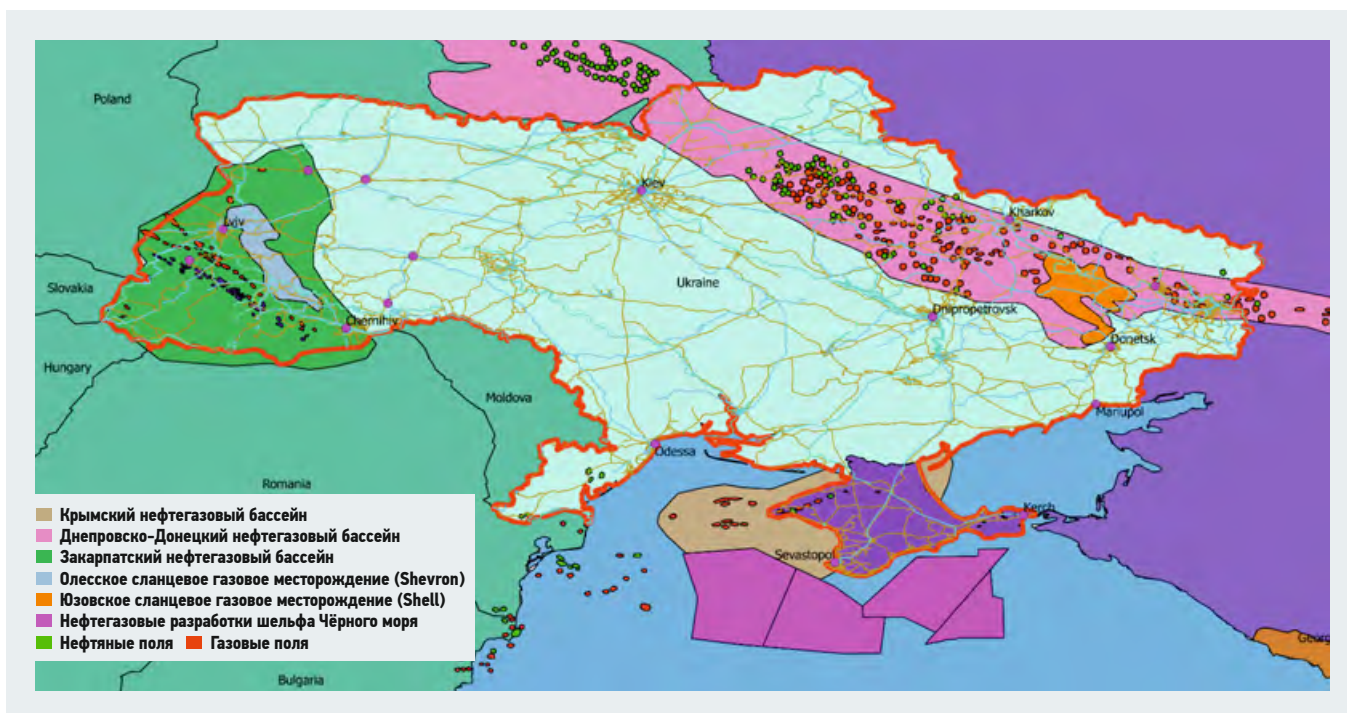 Poland
Kiev
Lviv
Kharkov
Slovakia
Ukraine
Chernihiv
Dnipropetrovsk
Donetsk
Hungary
Moldova
Mariupol
Odessa
Romania
Kerch
Sevastopol
Georg
Bulgaria
Крымский нефтегазовый бассейн
Днепровско-Донецкий нефтегазовый бассейн
Закарпатский нефтегазовый бассейн
Олесское сланцевое газовое месторождение (Shevron)
Юзовское сланцевое газовое месторождение (Shell)
Нефтегазовые разработки шельфа Чёрного моря
Нефтяные поля Газовые поля